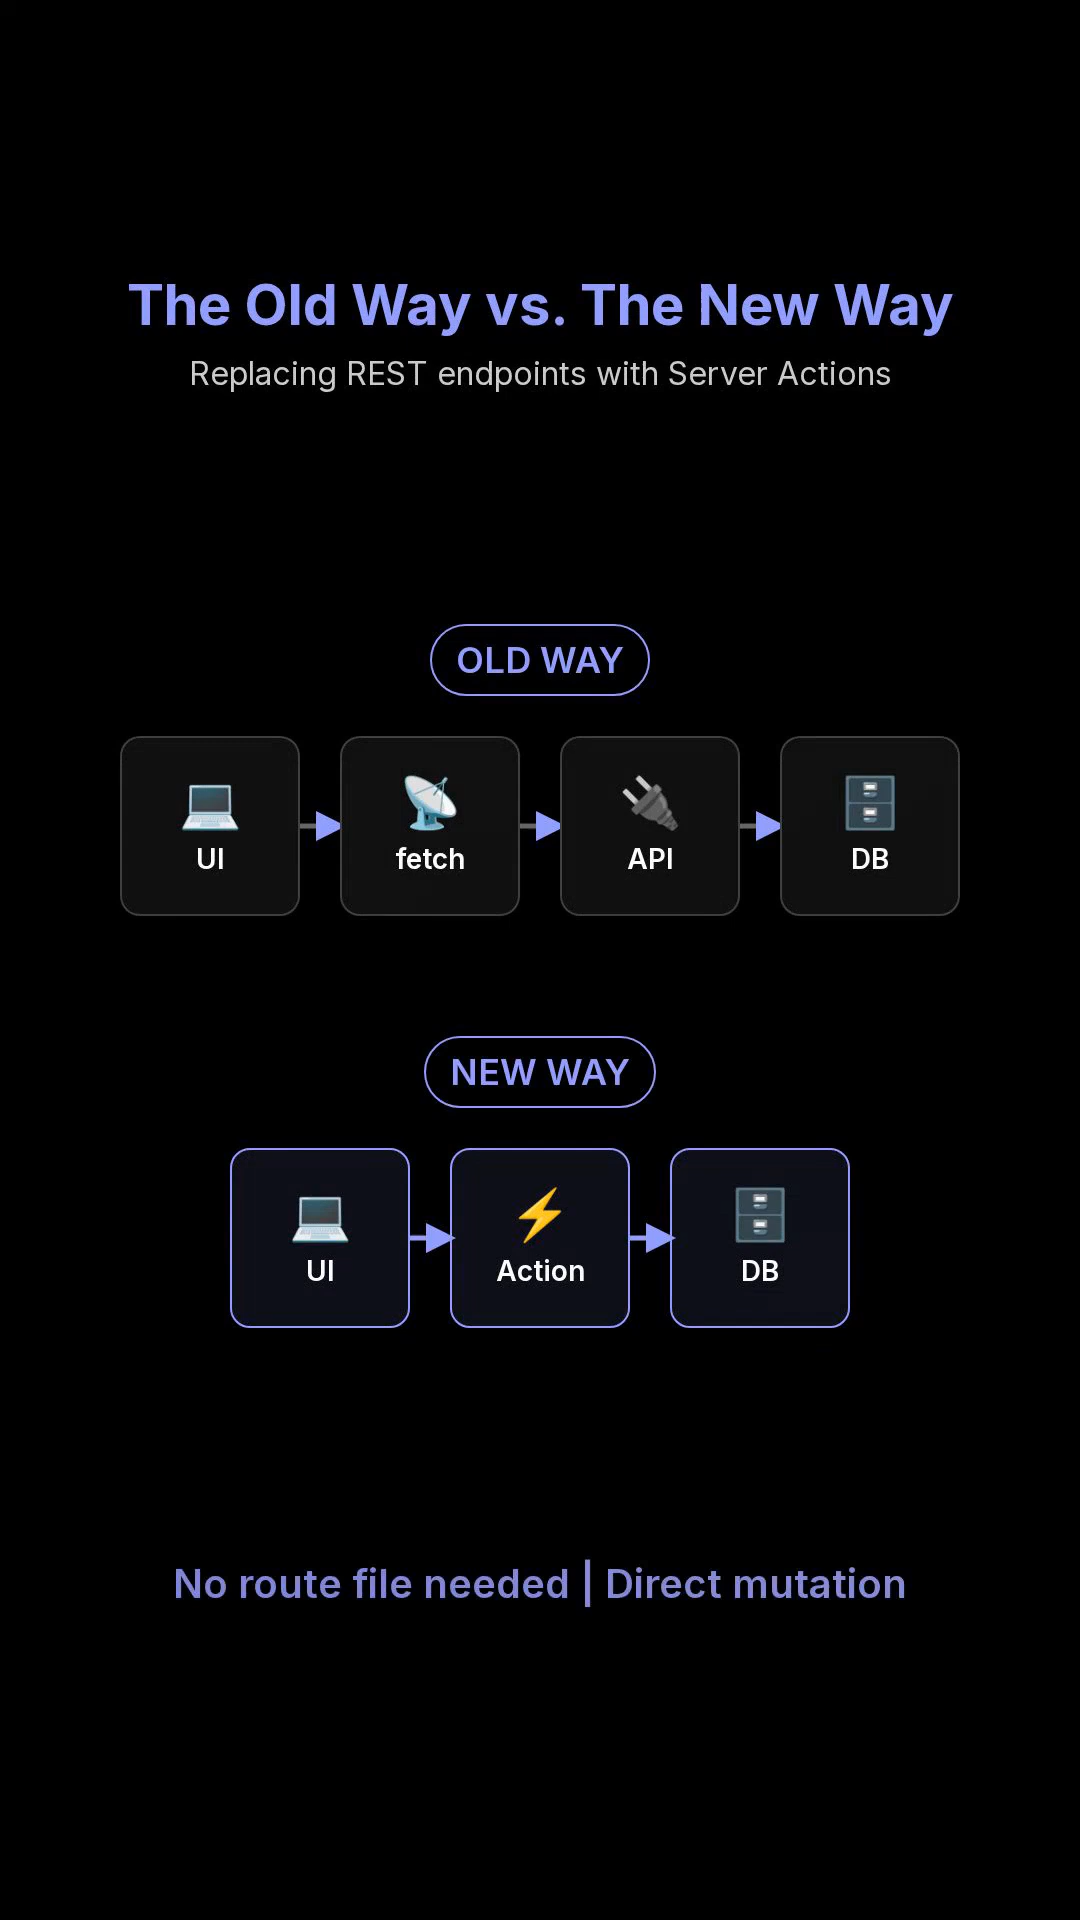 The Old Way vs. The New Way
Replacing REST endpoints with Server Actions
OLD WAY
UI
fetch
API
DB
NEW WAY
UI
Action
DB
No route file needed | Direct mutation